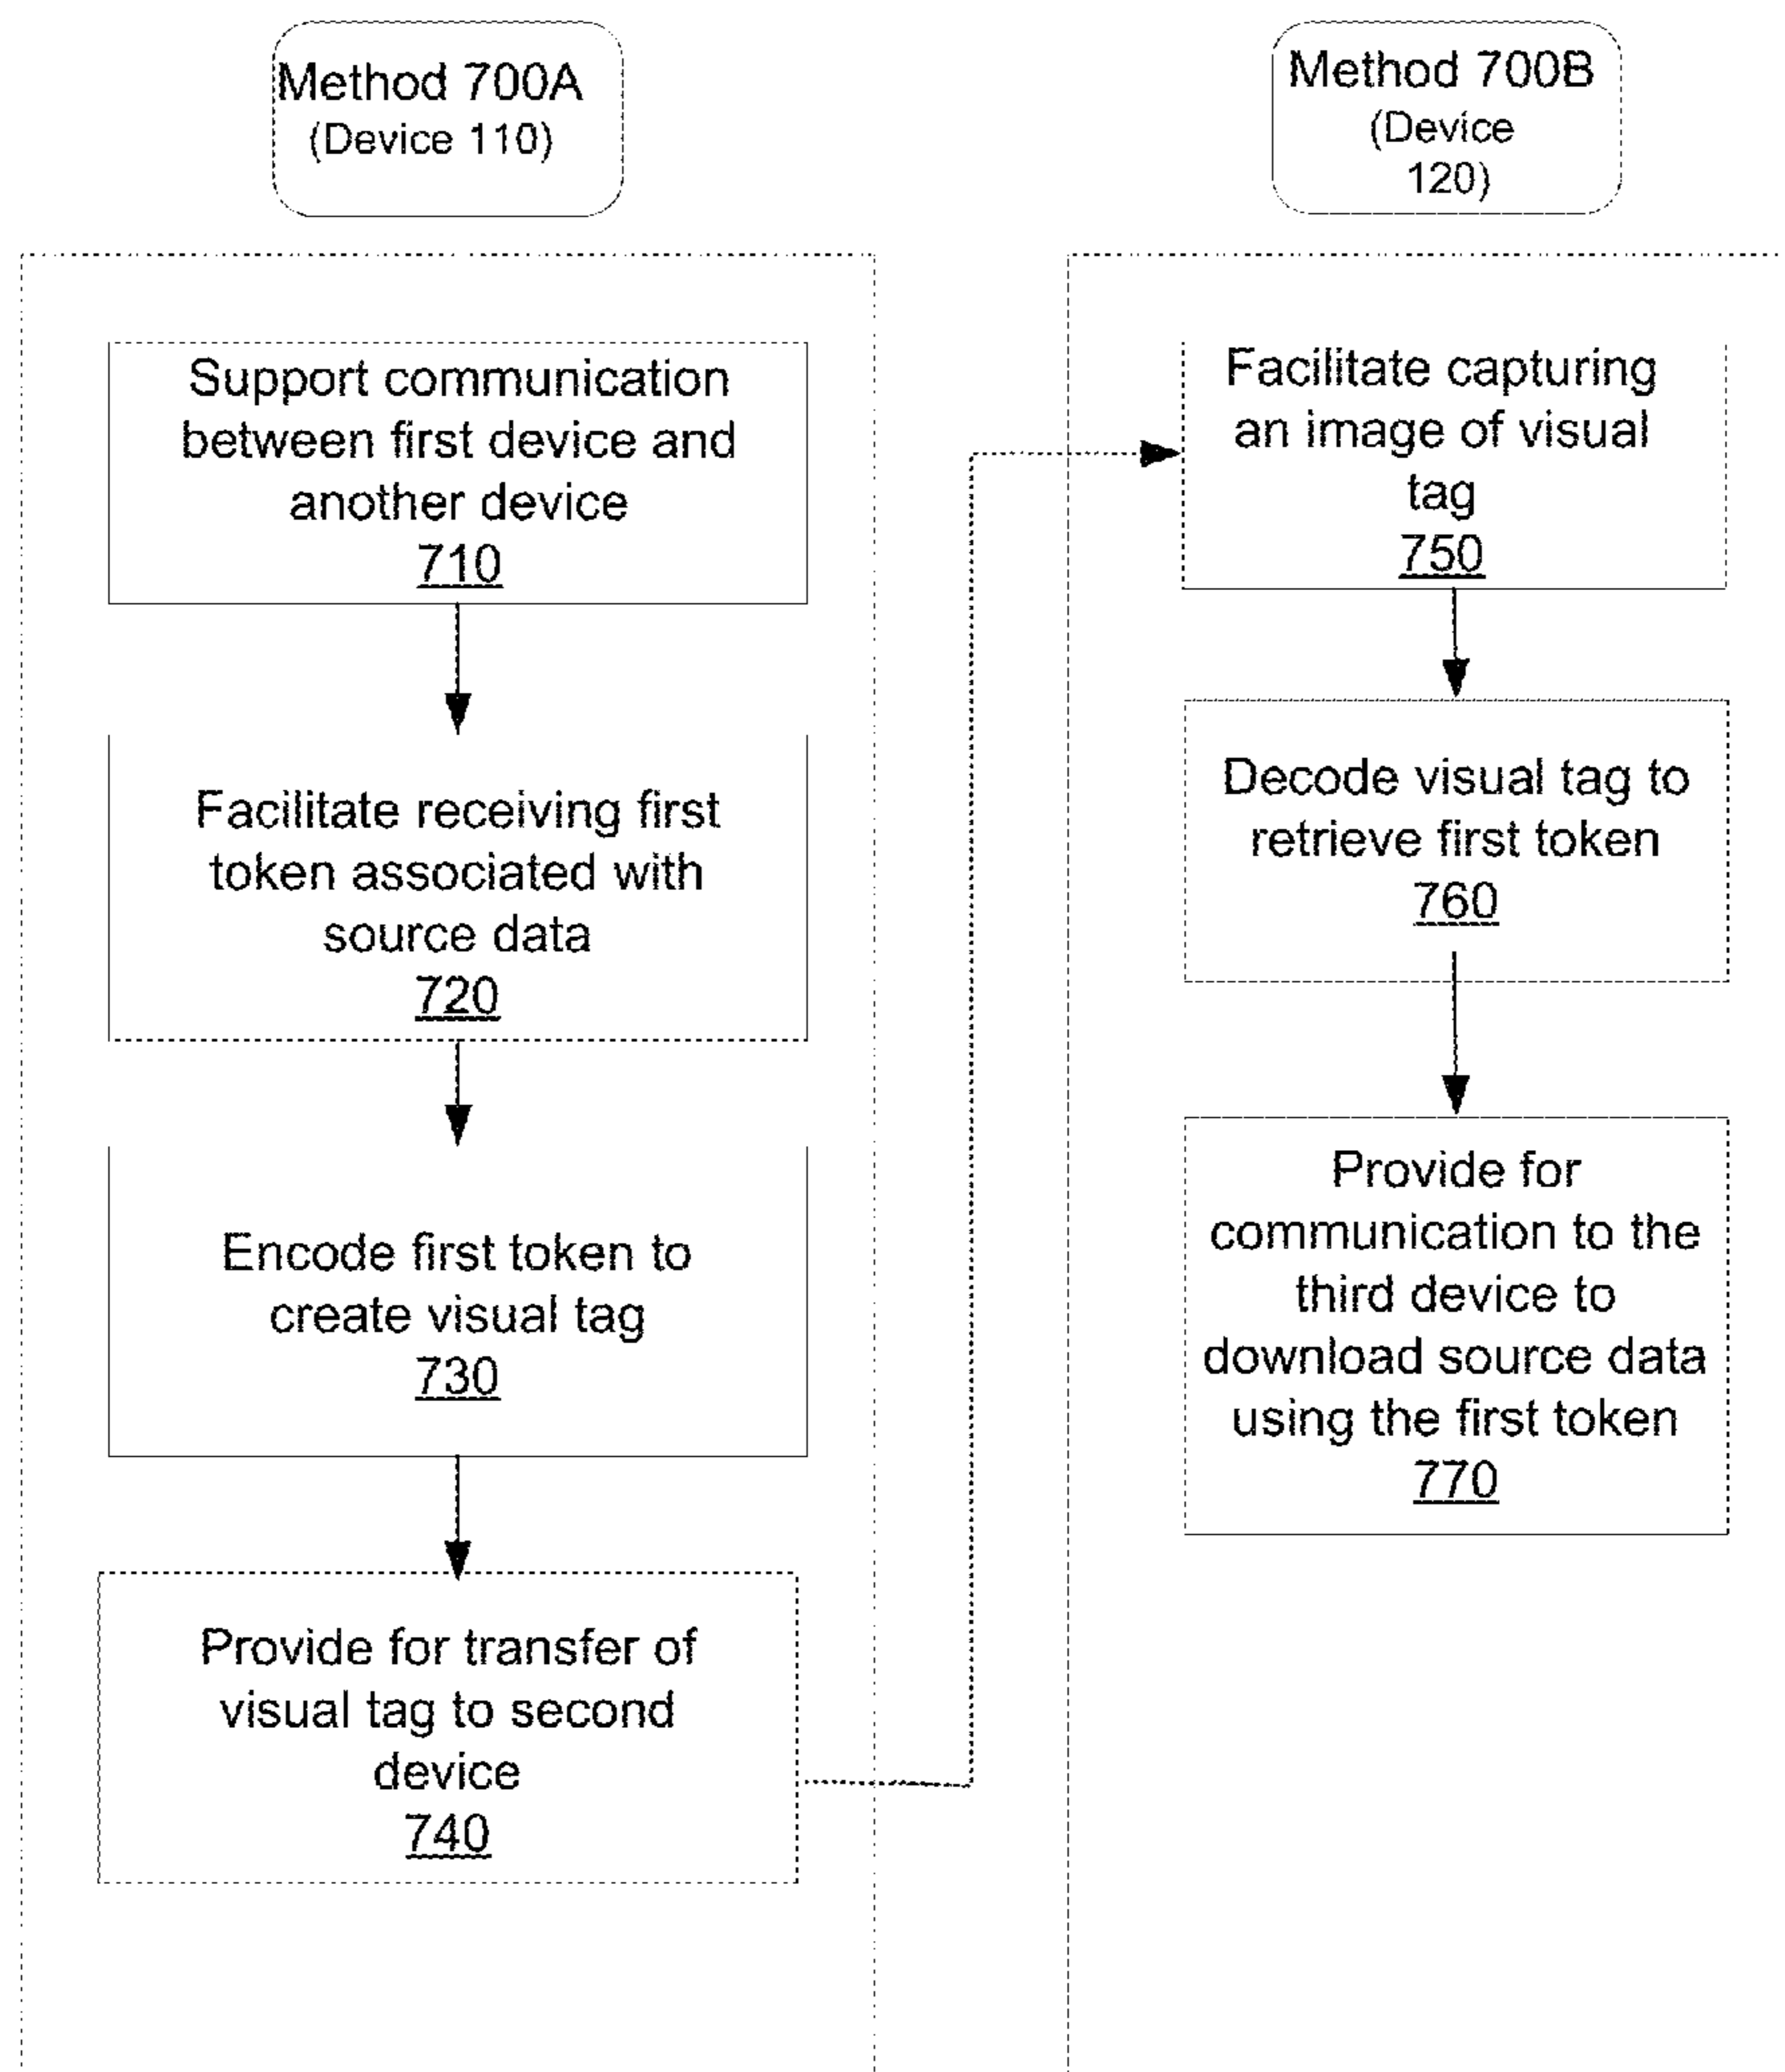 Method 700A
(Device 110)
Support communication
between first device and
another device
710
Facilitate receiving first
token associated with
source data
720
Encode first token to
create visual tag
730
Provide for transfer of
visual tag to second
device
740
Method 700B
(Device
120)
Facilitate capturing
an image of visual
tag
750
Decode visual tag to
retrieve first token
760
Provide for
communication to the
third device to
download source data
using the first token
770